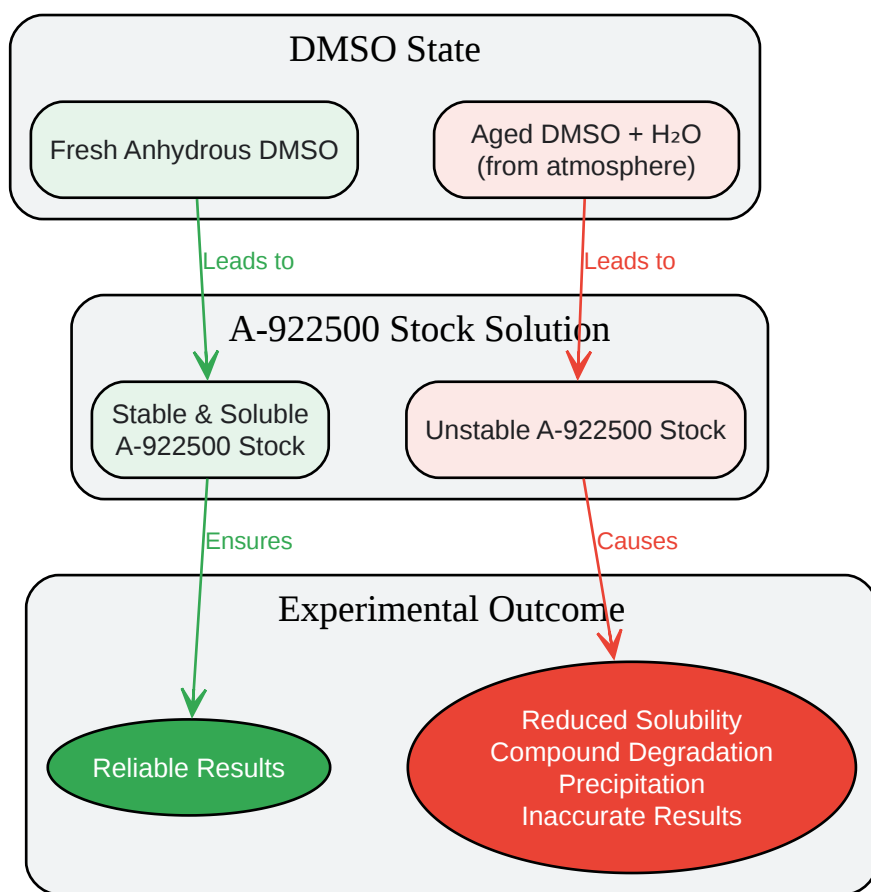 DMSO State
Fresh Anhydrous DMSO
Aged DMSO + H₂O
(from atmosphere)
Leads to
Leads to
A-922500 Stock Solution
Stable & Soluble
A-922500 Stock
Unstable A-922500 Stock
Ensures
Causes
Experimental Outcome
Reliable Results
Reduced Solubility
Compound Degradation
Precipitation
Inaccurate Results